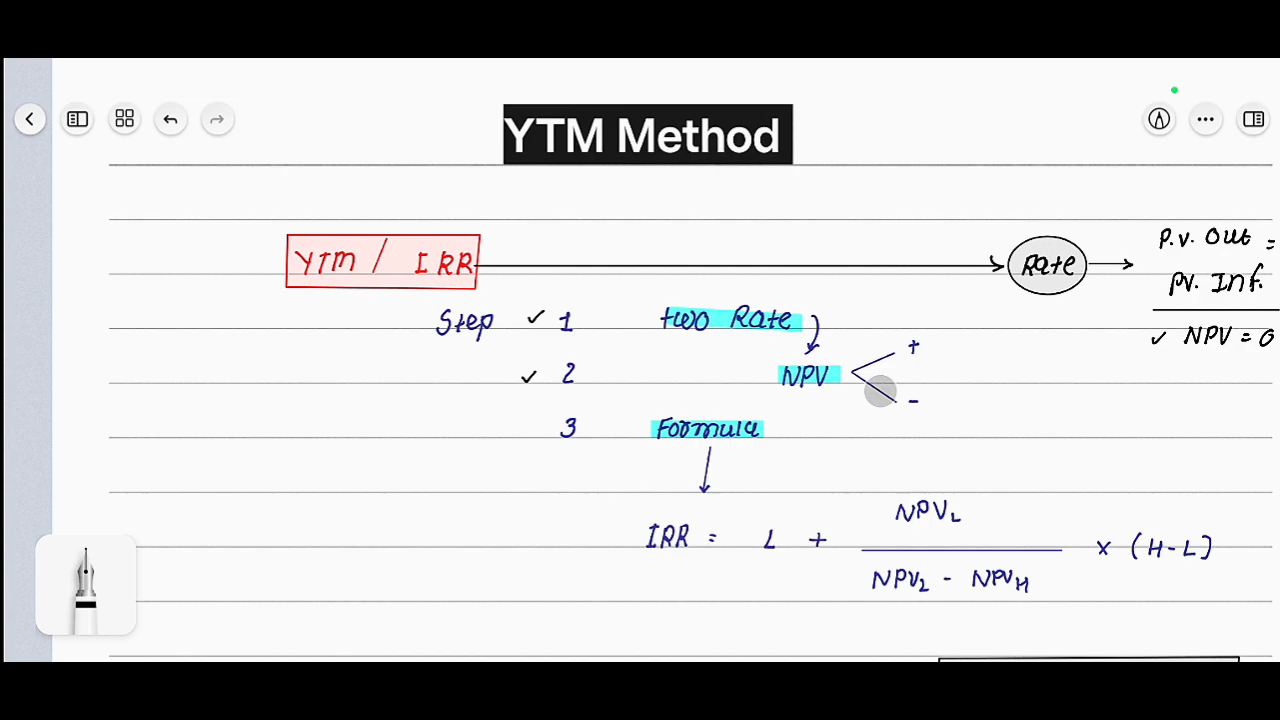 YTM Method
YTM / IRR
Rate
P.v. Out =
Pv. Inf.
✓ NPV = 0
Step ✓ 1 two Rate
✓ 2 NPV + -
3 Formula
IRR = L + NPV_L / NPV_L - NPV_H × (H-L)